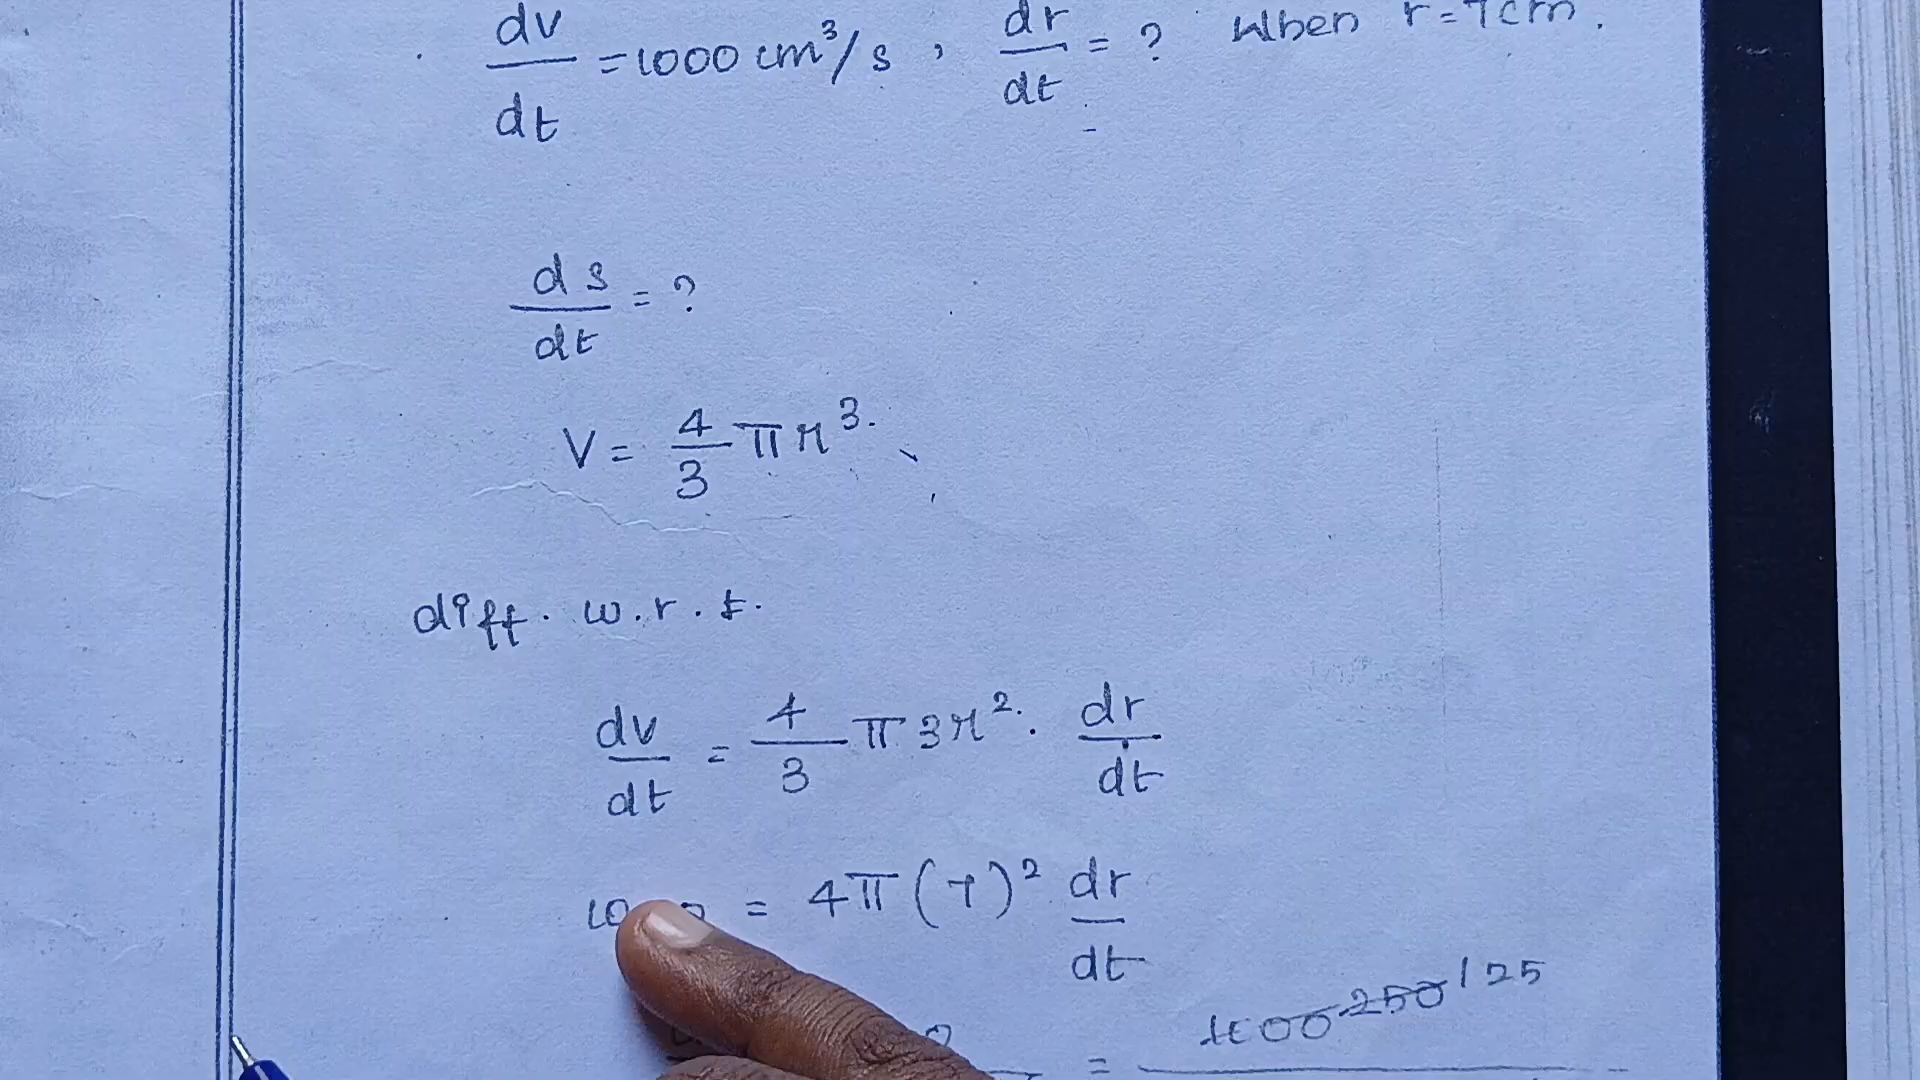 dv/dt = 1000 cm³/s , dr/dt = ? When r = 7cm.
ds/dt = ?
V = 4/3 π r³.
diff. w.r.t.
dv/dt = 4/3 π 3r². dr/dt
= 4π(7)² dr/dt
= 1000 250 125